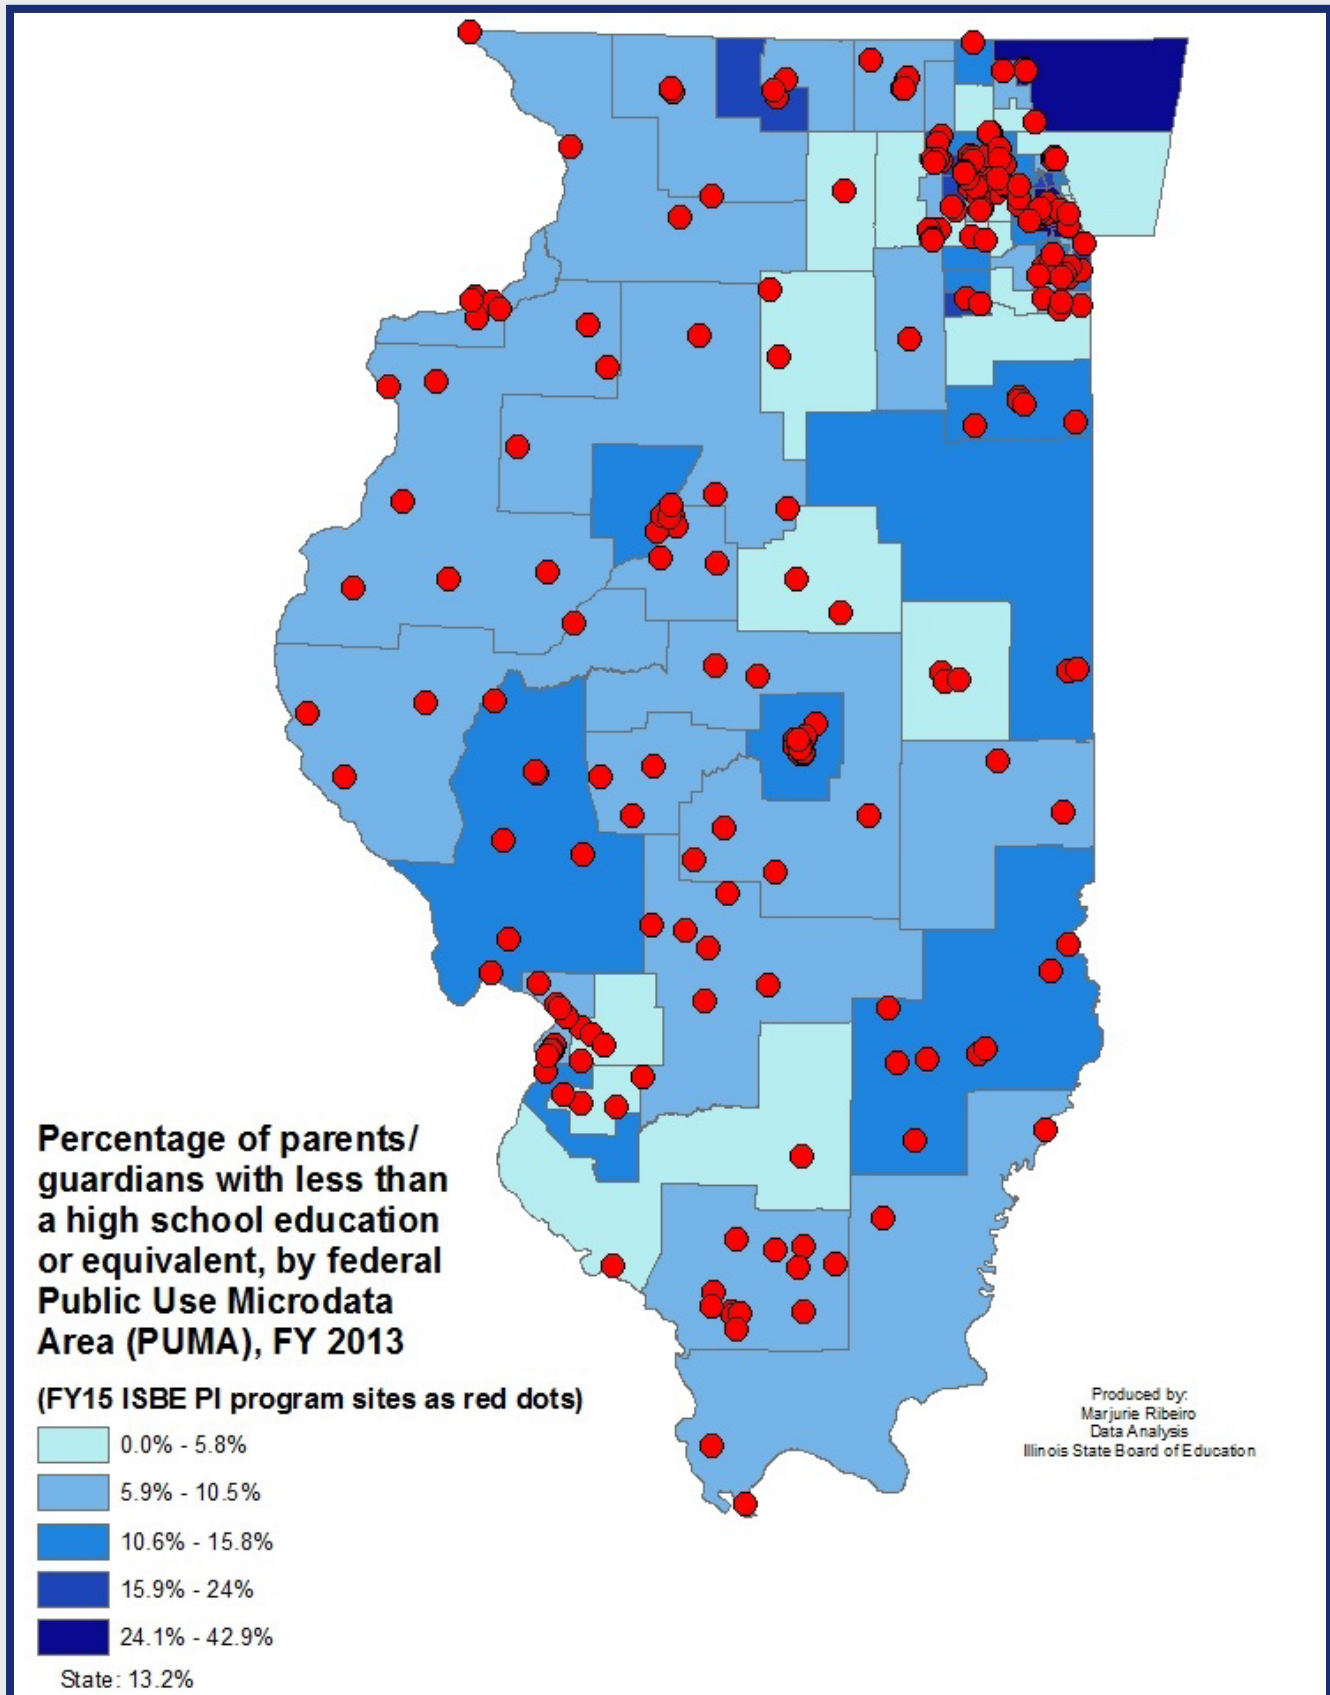 Percentage of parents/
guardians with less than
a high school education
or equivalent, by federal
Public Use Microdata
Area (PUMA), FY 2013
(FY15 ISBE PI program sites as red dots)
0.0% - 5.8%
5.9% - 10.5%
10.6% - 15.8%
15.9% - 24%
24.1% - 42.9%
State: 13.2%
Produced by:
Marjurie Ribeiro
Data Analysis
Illinois State Board of Education